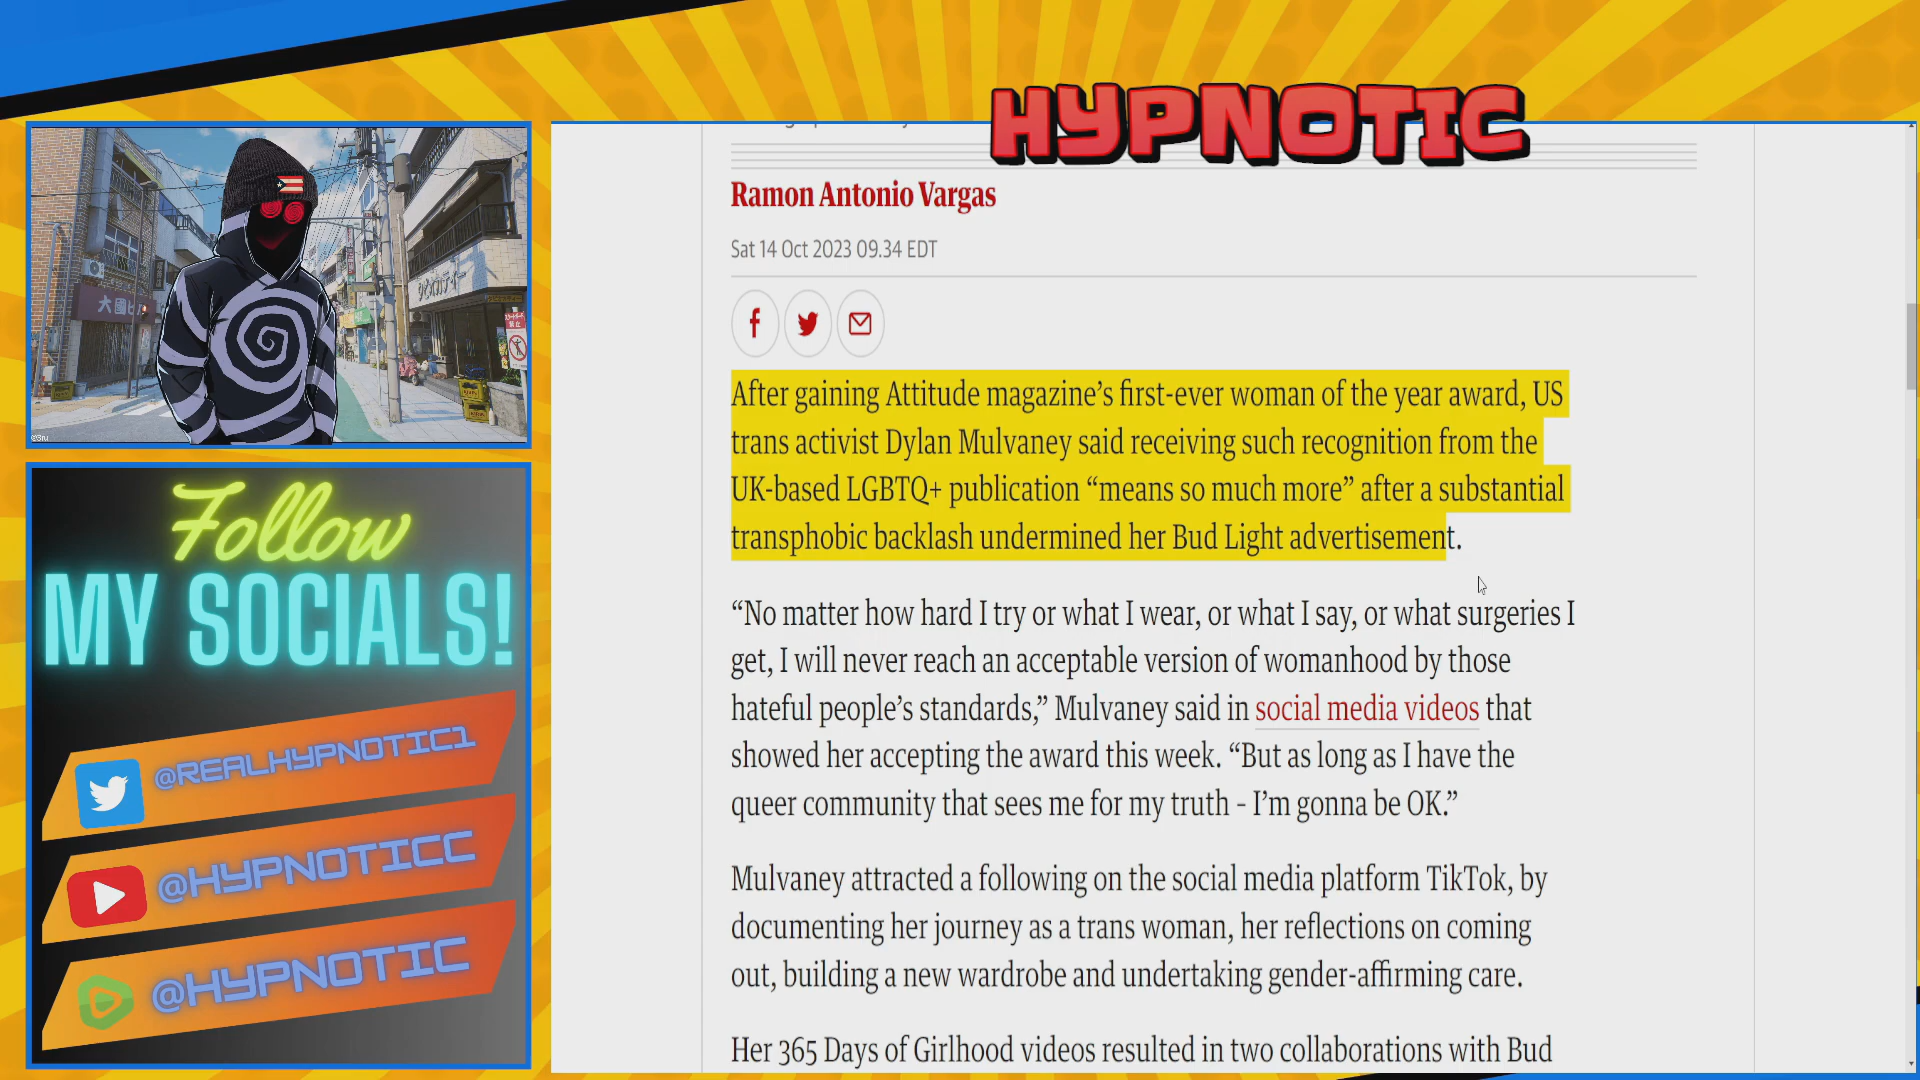 HYPNOTIC
Ramon Antonio Vargas
Sat 14 Oct 2023 09.34 EDT
After gaining Attitude magazine’s first-ever woman of the year award, US
trans activist Dylan Mulvaney said receiving such recognition from the
UK-based LGBTQ+ publication “means so much more” after a substantial
transphobic backlash undermined her Bud Light advertisement.
“No matter how hard I try or what I wear, or what I say, or what surgeries I
get, I will never reach an acceptable version of womanhood by those
hateful people’s standards,” Mulvaney said in social media videos that
showed her accepting the award this week. “But as long as I have the
queer community that sees me for my truth – I’m gonna be OK.”
Mulvaney attracted a following on the social media platform TikTok, by
documenting her journey as a trans woman, her reflections on coming
out, building a new wardrobe and undertaking gender-affirming care.
Her 365 Days of Girlhood videos resulted in two collaborations with Bud
Follow
MY SOCIALS!
@REALHYPNOTIC1
@HYPNOTICC
@HYPNOTIC